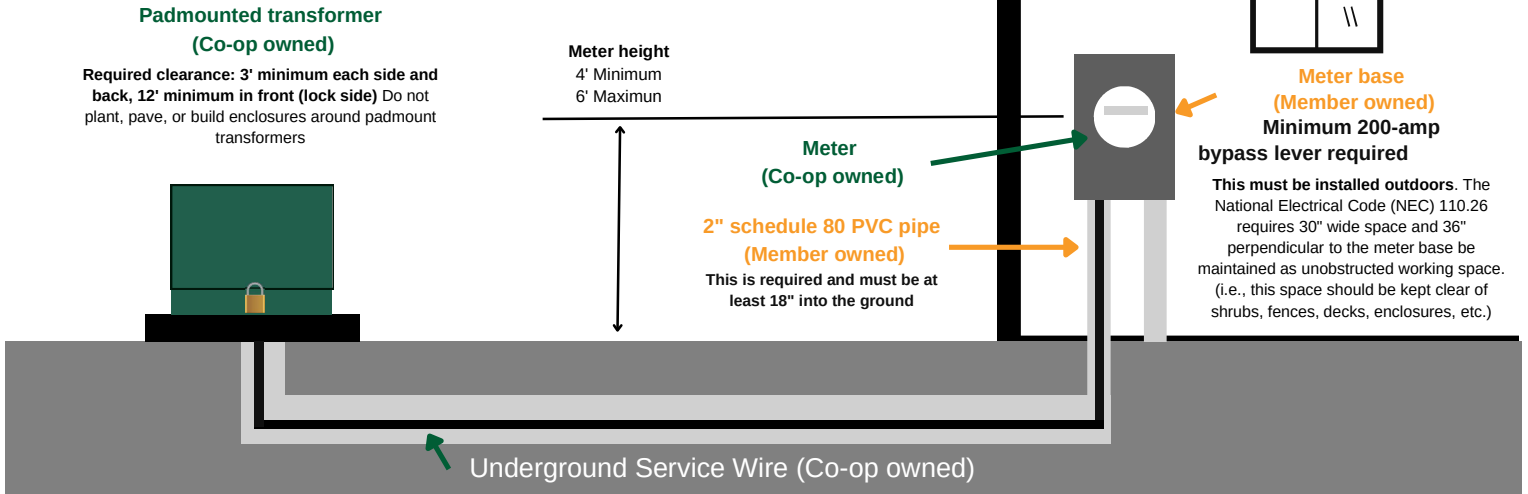 Padmounted transformer
(Co-op owned)
Required clearance: 3' minimum each side and
back, 12' minimum in front (lock side) Do not
plant, pave, or build enclosures around padmount
transformers
Meter height
4' Minimum
6' Maximun
Meter
(Co-op owned)
2" schedule 80 PVC pipe
(Member owned)
This is required and must be at
least 18" into the ground
Meter base
(Member owned)
Minimum 200-amp
bypass lever required
This must be installed outdoors. The
National Electrical Code (NEC) 110.26
requires 30" wide space and 36"
perpendicular to the meter base be
maintained as unobstructed working space.
(i.e., this space should be kept clear of
shrubs, fences, decks, enclosures, etc.)
Underground Service Wire (Co-op owned)